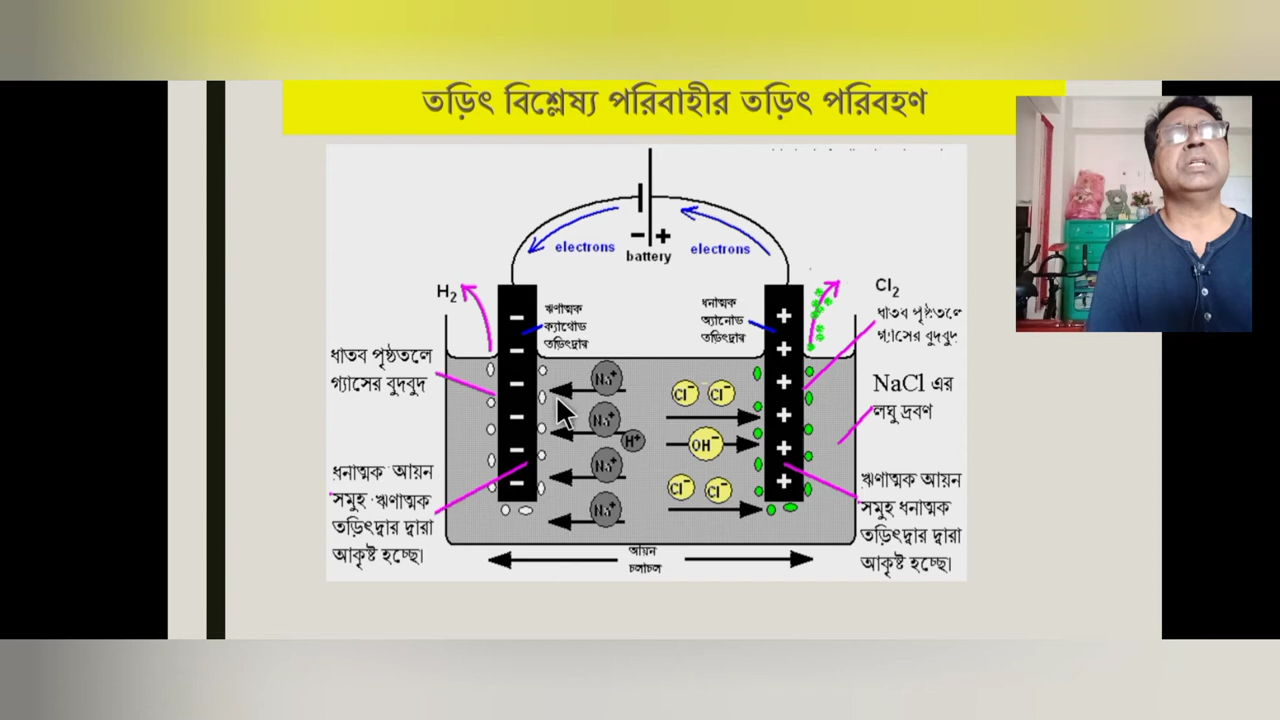 তড়িৎ বিশ্লেষ্য পরিবাহীর তড়িৎ পরিবহণ
electrons
electrons
− +
battery
H₂
ঋণাত্মক
ক্যাথোড
তড়িৎদ্বার
ধনাত্মক
অ্যানোড
তড়িৎদ্বার
Cl₂
ধাতব পৃষ্ঠতলে
গ্যাসের বুদবুদ
ধাতব পৃষ্ঠতলে
গ্যাসের বুদবুদ
NaCl এর
লঘু দ্রবণ
Na⁺
Na⁺
H⁺
Na⁺
Na⁺
Cl⁻ Cl⁻
OH⁻
Cl⁻ Cl⁻
ধনাত্মক আয়ন
সমুহ ঋণাত্মক
তড়িৎদ্বার দ্বারা
আকৃষ্ট হচ্ছে।
ঋণাত্মক আয়ন
সমুহ ধনাত্মক
তড়িৎদ্বার দ্বারা
আকৃষ্ট হচ্ছে।
আয়ন
চলাচল